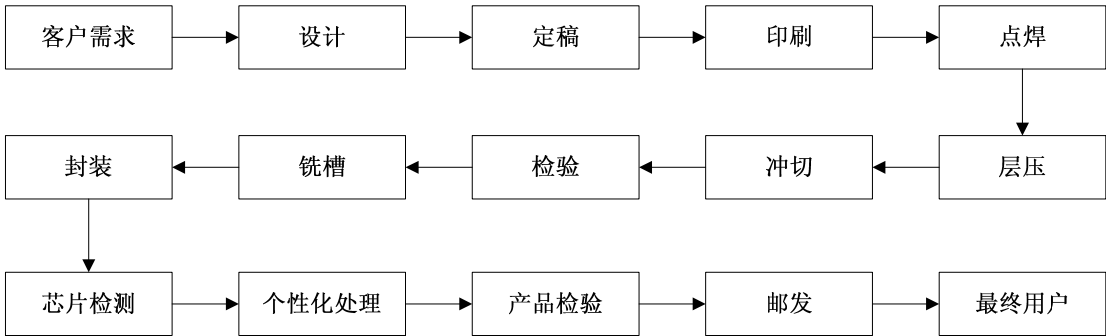 客户需求
设计
定稿
印刷
点焊
封装
铣槽
检验
冲切
层压
芯片检测
个性化处理
产品检验
邮发
最终用户